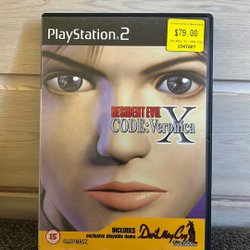 PlayStation 2
$79.00
RESIDENT EVIL
CODE: Veronica
X
15
CAPCOM
INCLUDES
exclusive playable demo
Devil May Cry